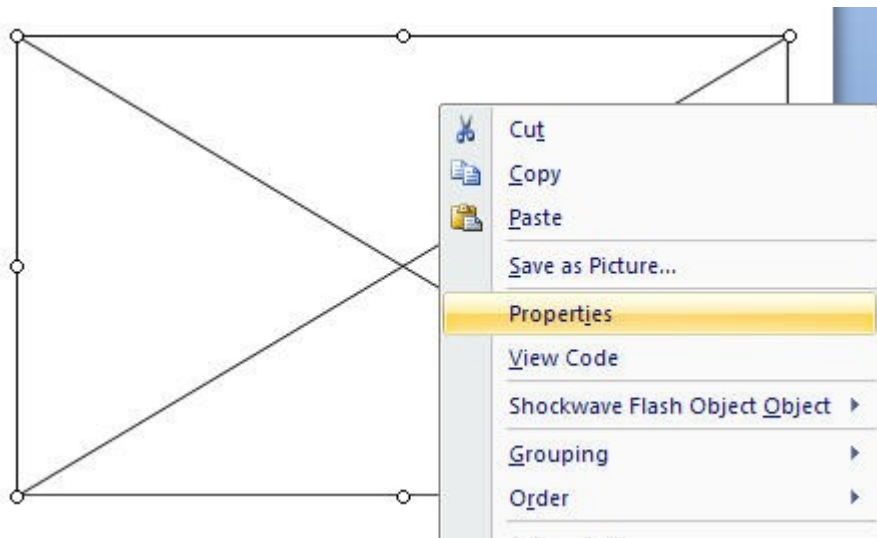 Cut
Copy
Paste
Save as Picture...
Properties
View Code
Shockwave Flash Object Object
Grouping
Order